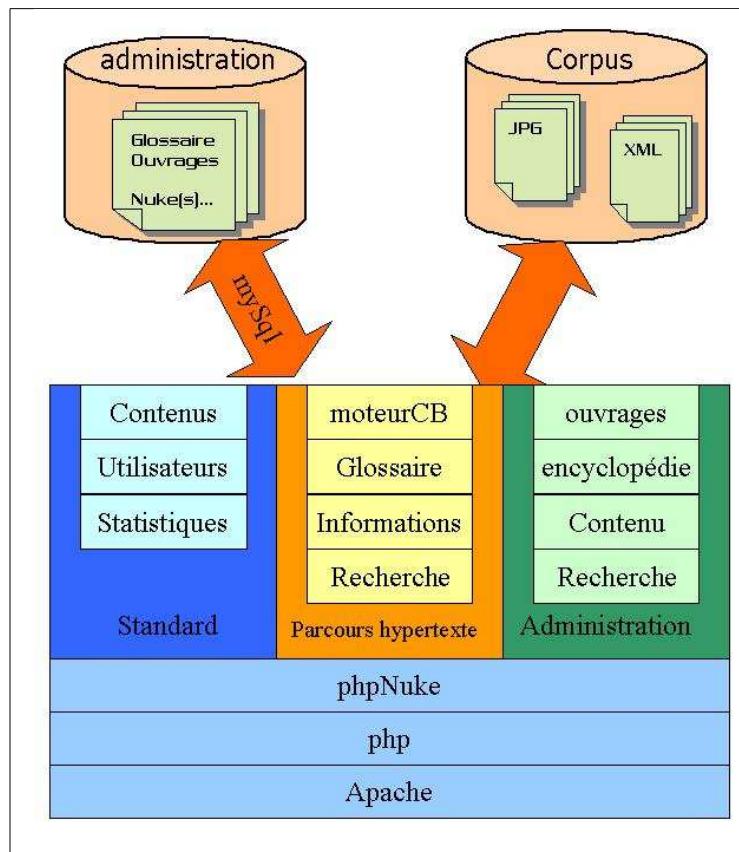 administration
Glossaire
Ouvrages
Nuke(s)...
Corpus
JPG
XML
mySql
Contenus
Utilisateurs
Statistiques
Standard
moteurCB
Glossaire
Informations
Recherche
Parcours hypertexte
ouvrages
encyclopédie
Contenu
Recherche
Administration
phpNuke
php
Apache